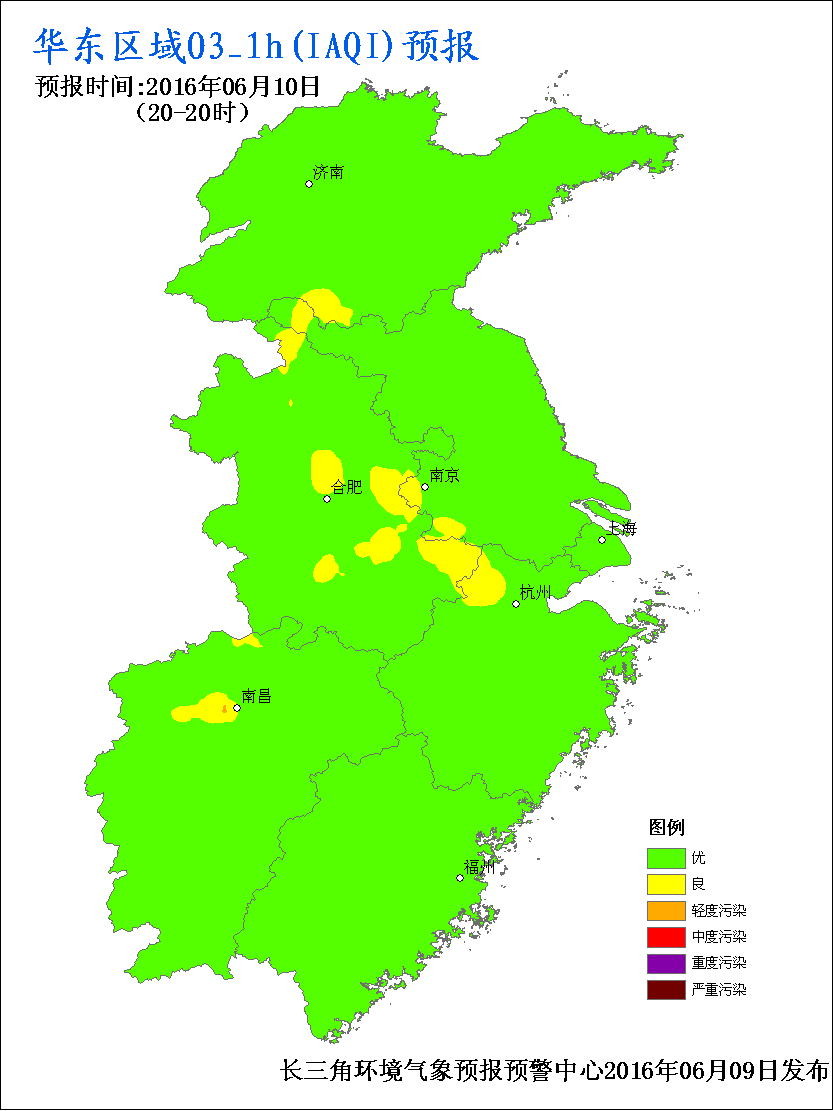 华东区域O3_1h(IAQI)预报
预报时间:2016年06月10日
（20-20时）
济南
南京
合肥
上海
杭州
南昌
福州
图例
优
良
轻度污染
中度污染
重度污染
严重污染
长三角环境气象预报预警中心2016年06月09日发布